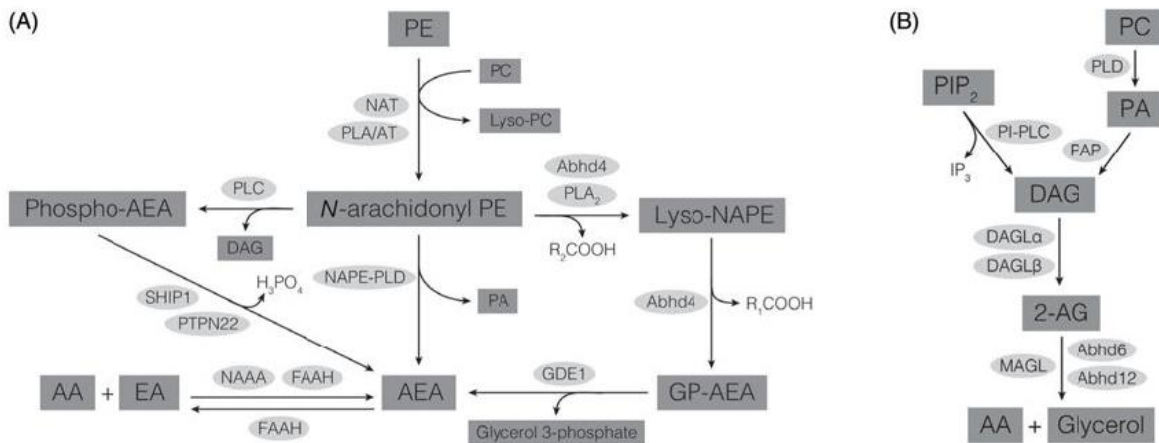 (A)
PE
PC
NAT
PLA/AT
Lyso-PC
Abhd4
PLC
PLA₂
Phospho-AEA
N-arachidonyl PE
Lyso-NAPE
DAG
R₂COOH
H₃PO₄
NAPE-PLD
SHIP1
PA
Abhd4
R₁COOH
PTPN22
NAAA
FAAH
GDE1
AA + EA
AEA
GP-AEA
FAAH
Glycerol 3-phosphate
(B)
PC
PLD
PIP₂
PA
PI-PLC
PAP
IP₃
DAG
DAGLα
DAGLβ
2-AG
MAGL
Abhd6
Abhd12
AA + Glycerol